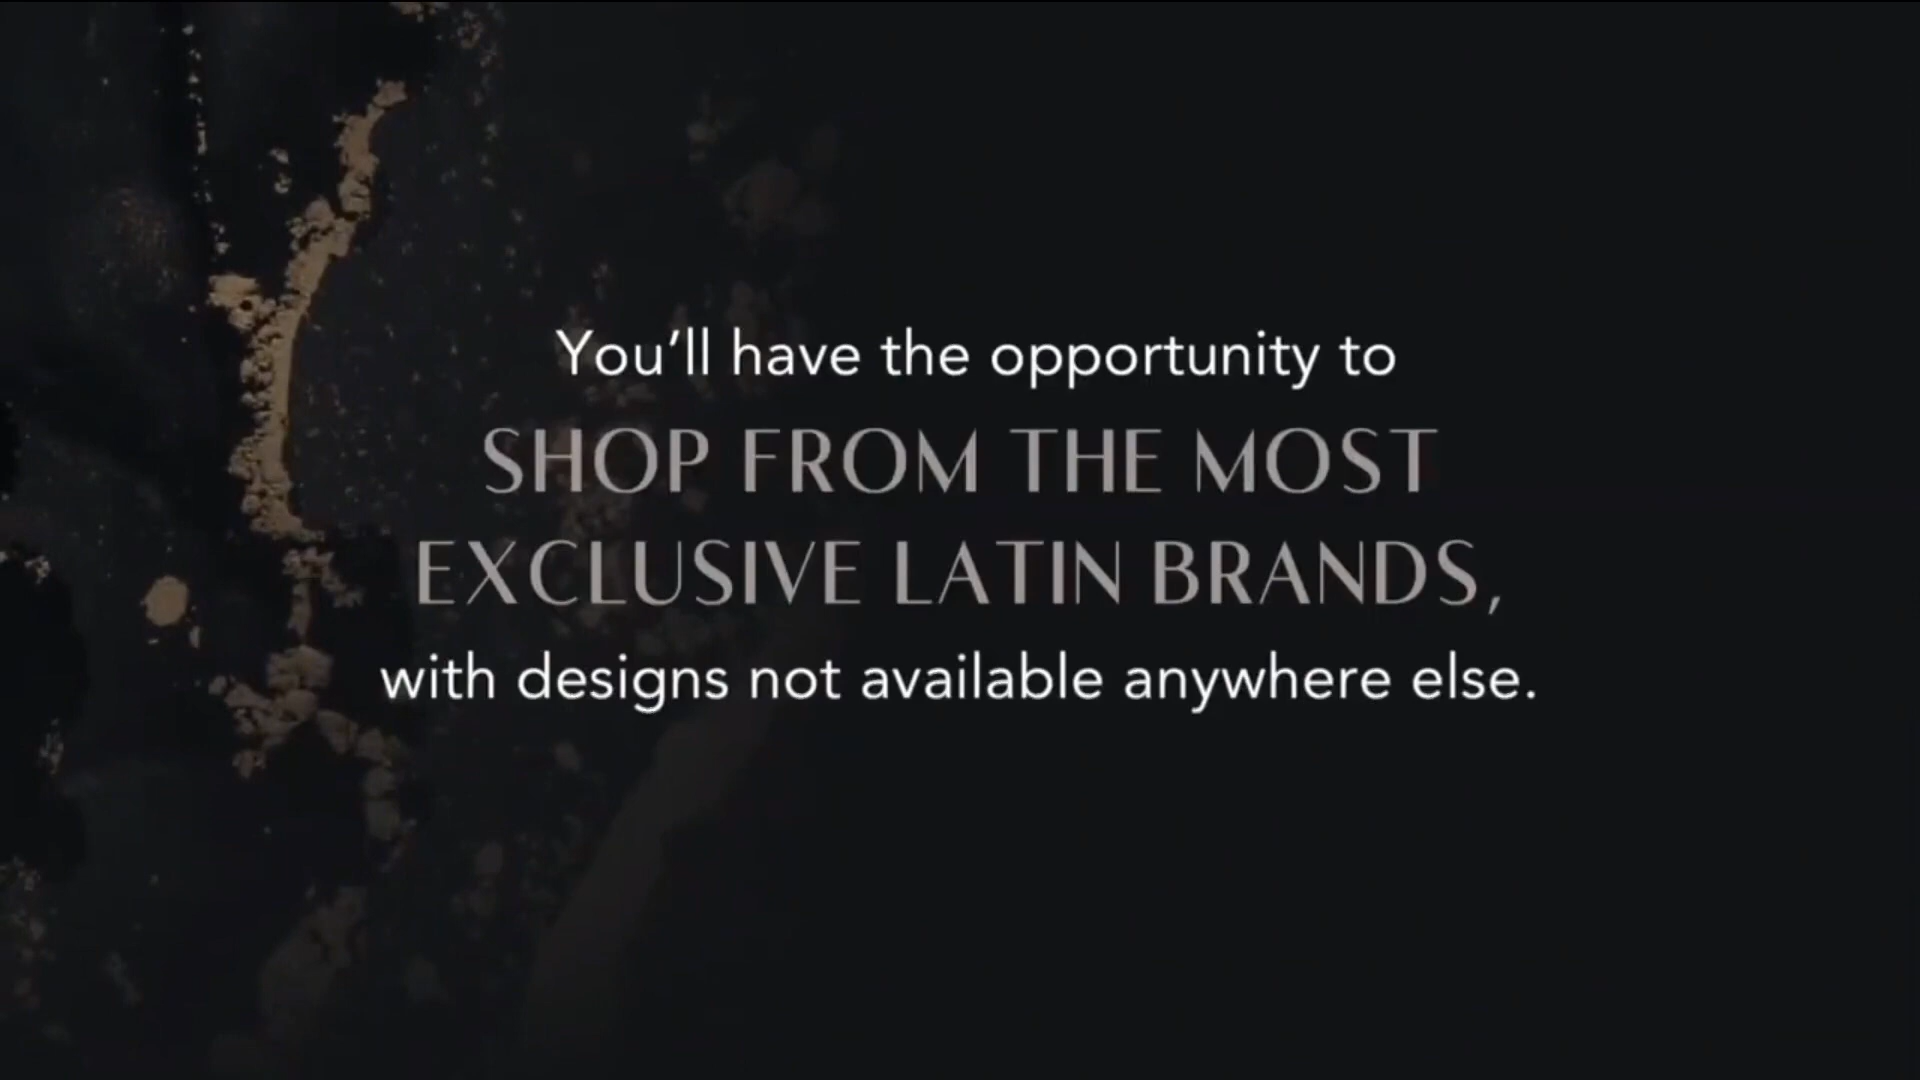 You’ll have the opportunity to
SHOP FROM THE MOST
EXCLUSIVE LATIN BRANDS,
with designs not available anywhere else.